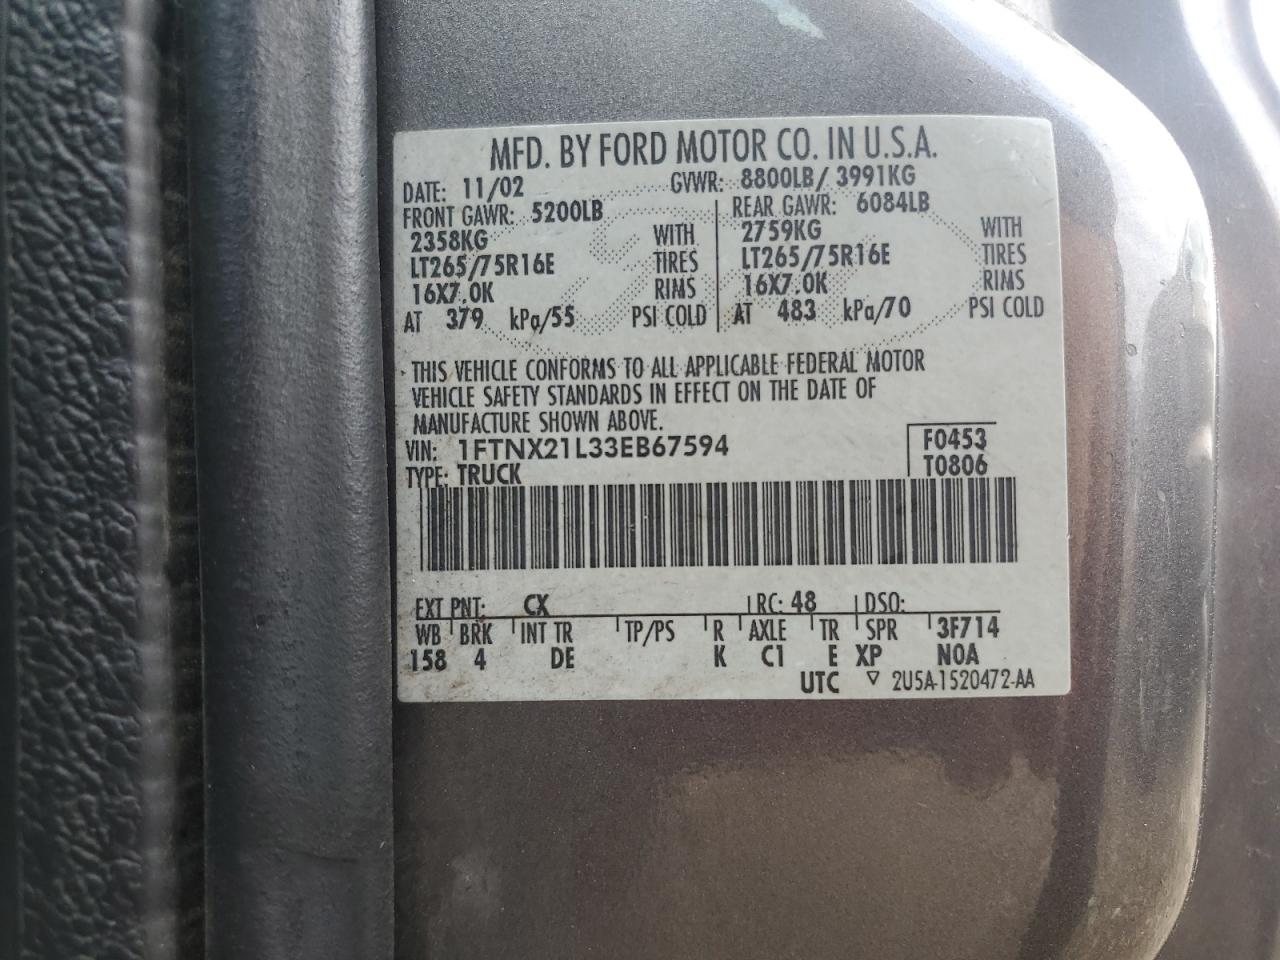 MFD. BY FORD MOTOR CO. IN U.S.A.
DATE: 11/02 GVWR: 8800LB/ 3991KG
FRONT GAWR: 5200LB REAR GAWR: 6084LB
2358KG WITH 2759KG WITH
LT265/75R16E TIRES LT265/75R16E TIRES
16X7.0K RIMS 16X7.0K RIMS
AT 379 kPa/55 PSI COLD AT 483 kPa/70 PSI COLD
THIS VEHICLE CONFORMS TO ALL APPLICABLE FEDERAL MOTOR
VEHICLE SAFETY STANDARDS IN EFFECT ON THE DATE OF
MANUFACTURE SHOWN ABOVE.
VIN: 1FTNX21L33EB67594 F0453
TYPE: TRUCK T0806
EXT PNT: CX RC: 48 DSO:
WB BRK INT TR TP/PS R AXLE TR SPR 3F714
158 4 DE K C1 E XP N0A
UTC ▽ 2U5A-1520472-AA